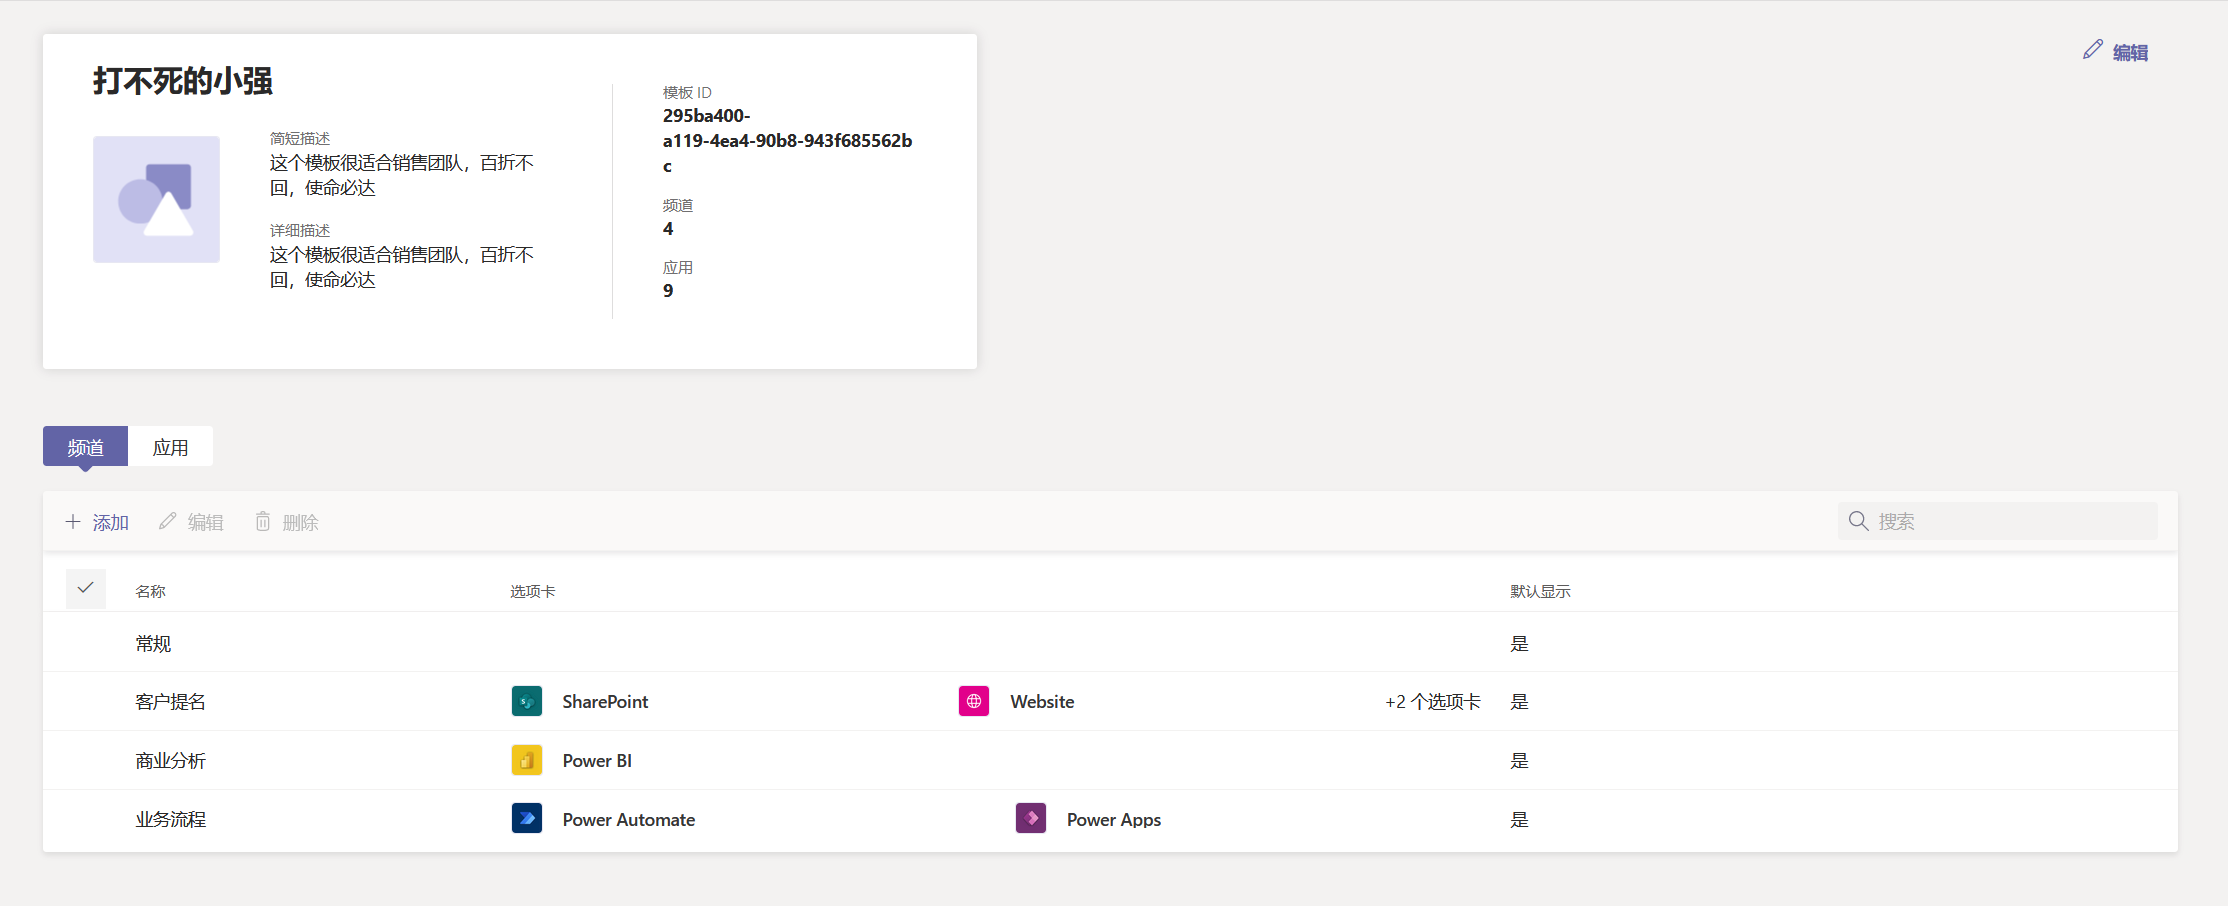 打不死的小强
编辑
简短描述
这个模板很适合销售团队，百折不
回，使命必达
详细描述
这个模板很适合销售团队，百折不
回，使命必达
模板 ID
295ba400-
a119-4ea4-90b8-943f685562b
c
频道
4
应用
9
频道 应用
添加 编辑 删除 搜索
名称 选项卡 默认显示
常规 是
客户提名 SharePoint Website +2 个选项卡 是
商业分析 Power BI 是
业务流程 Power Automate Power Apps 是